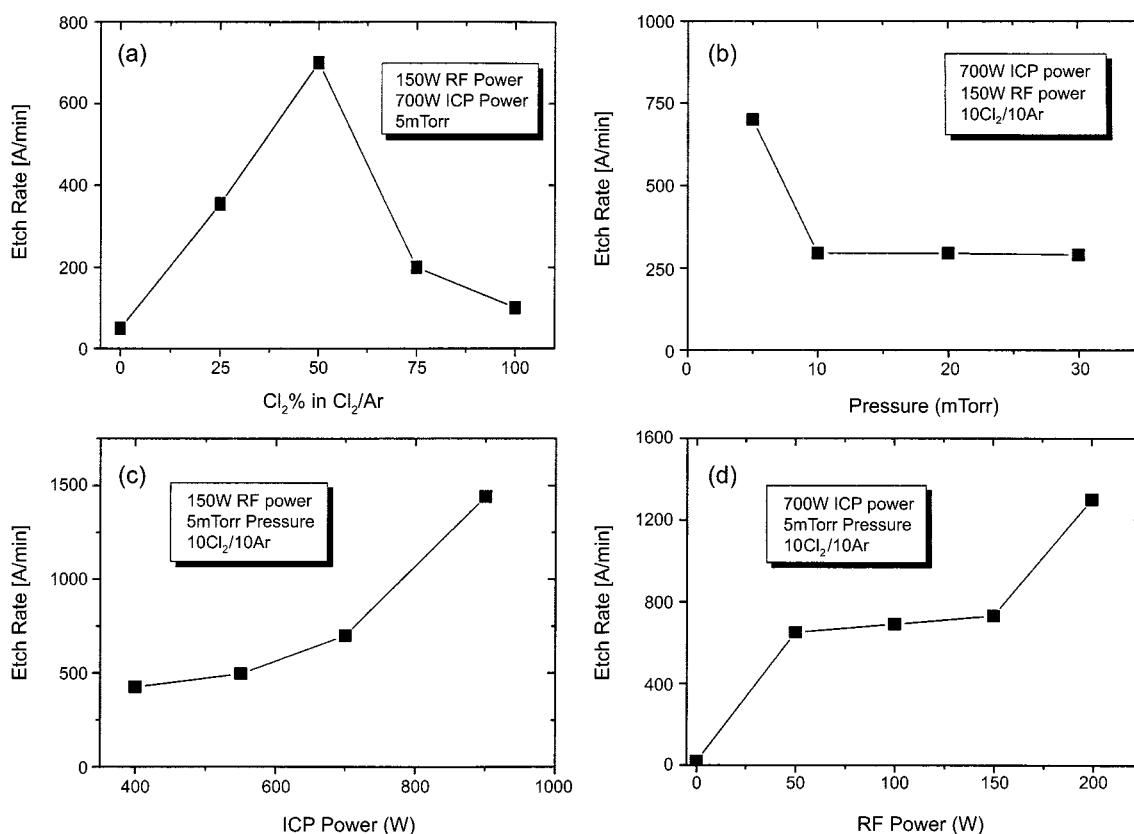 (a)
150W RF Power
700W ICP Power
5mTorr
Etch Rate [A/min]
800
600
400
200
0
0 25 50 75 100
Cl₂% in Cl₂/Ar
(b)
700W ICP power
150W RF power
10Cl₂/10Ar
Etch Rate [A/min]
1000
750
500
250
0
0 10 20 30
Pressure (mTorr)
(c)
150W RF power
5mTorr Pressure
10Cl₂/10Ar
Etch Rate [A/min]
1500
1000
500
0
400 600 800 1000
ICP Power (W)
(d)
700W ICP power
5mTorr Pressure
10Cl₂/10Ar
Etch Rate [A/min]
1600
1200
800
400
0
0 50 100 150 200
RF Power (W)